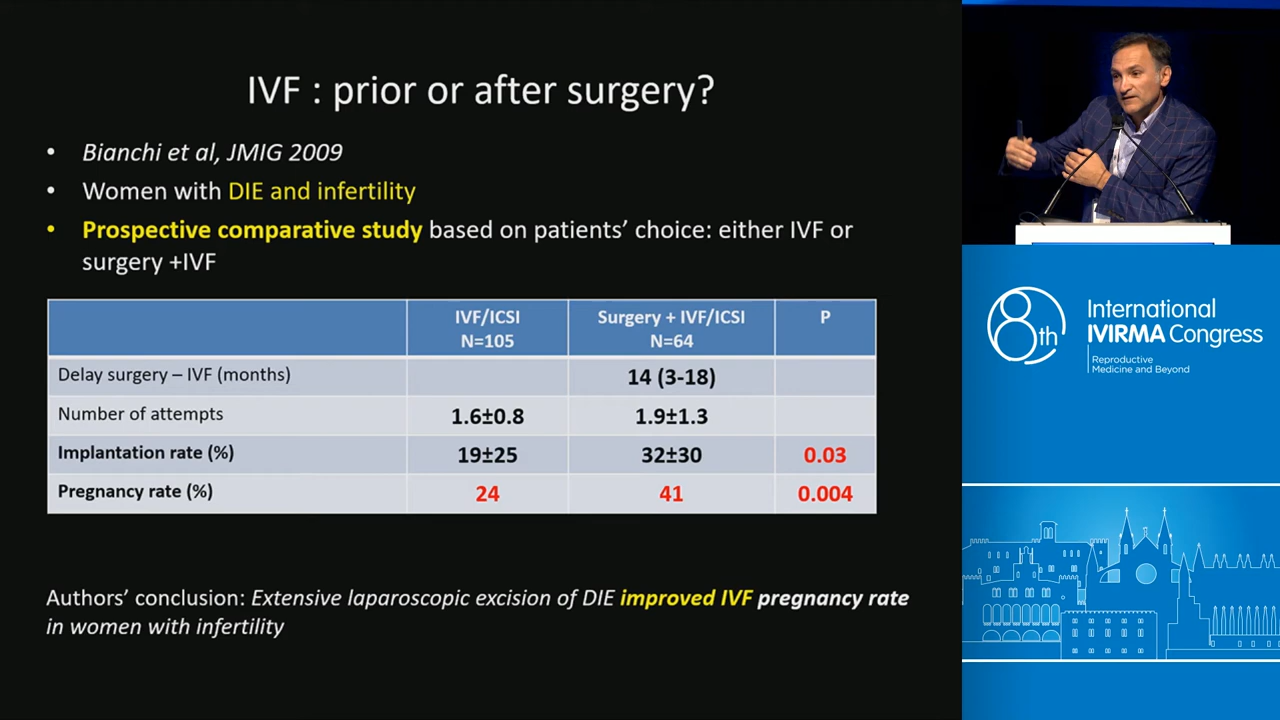 IVF : prior or after surgery?
• Bianchi et al, JMIG 2009
• Women with DIE and infertility
• Prospective comparative study based on patients’ choice: either IVF or
surgery +IVF
IVF/ICSI
N=105
Surgery + IVF/ICSI
N=64
P
Delay surgery – IVF (months)
14 (3-18)
Number of attempts
1.6±0.8
1.9±1.3
Implantation rate (%)
19±25
32±30
0.03
Pregnancy rate (%)
24
41
0.004
Authors’ conclusion: Extensive laparoscopic excision of DIE improved IVF pregnancy rate
in women with infertility
8th
International
IVIRMA Congress
Reproductive
Medicine and Beyond